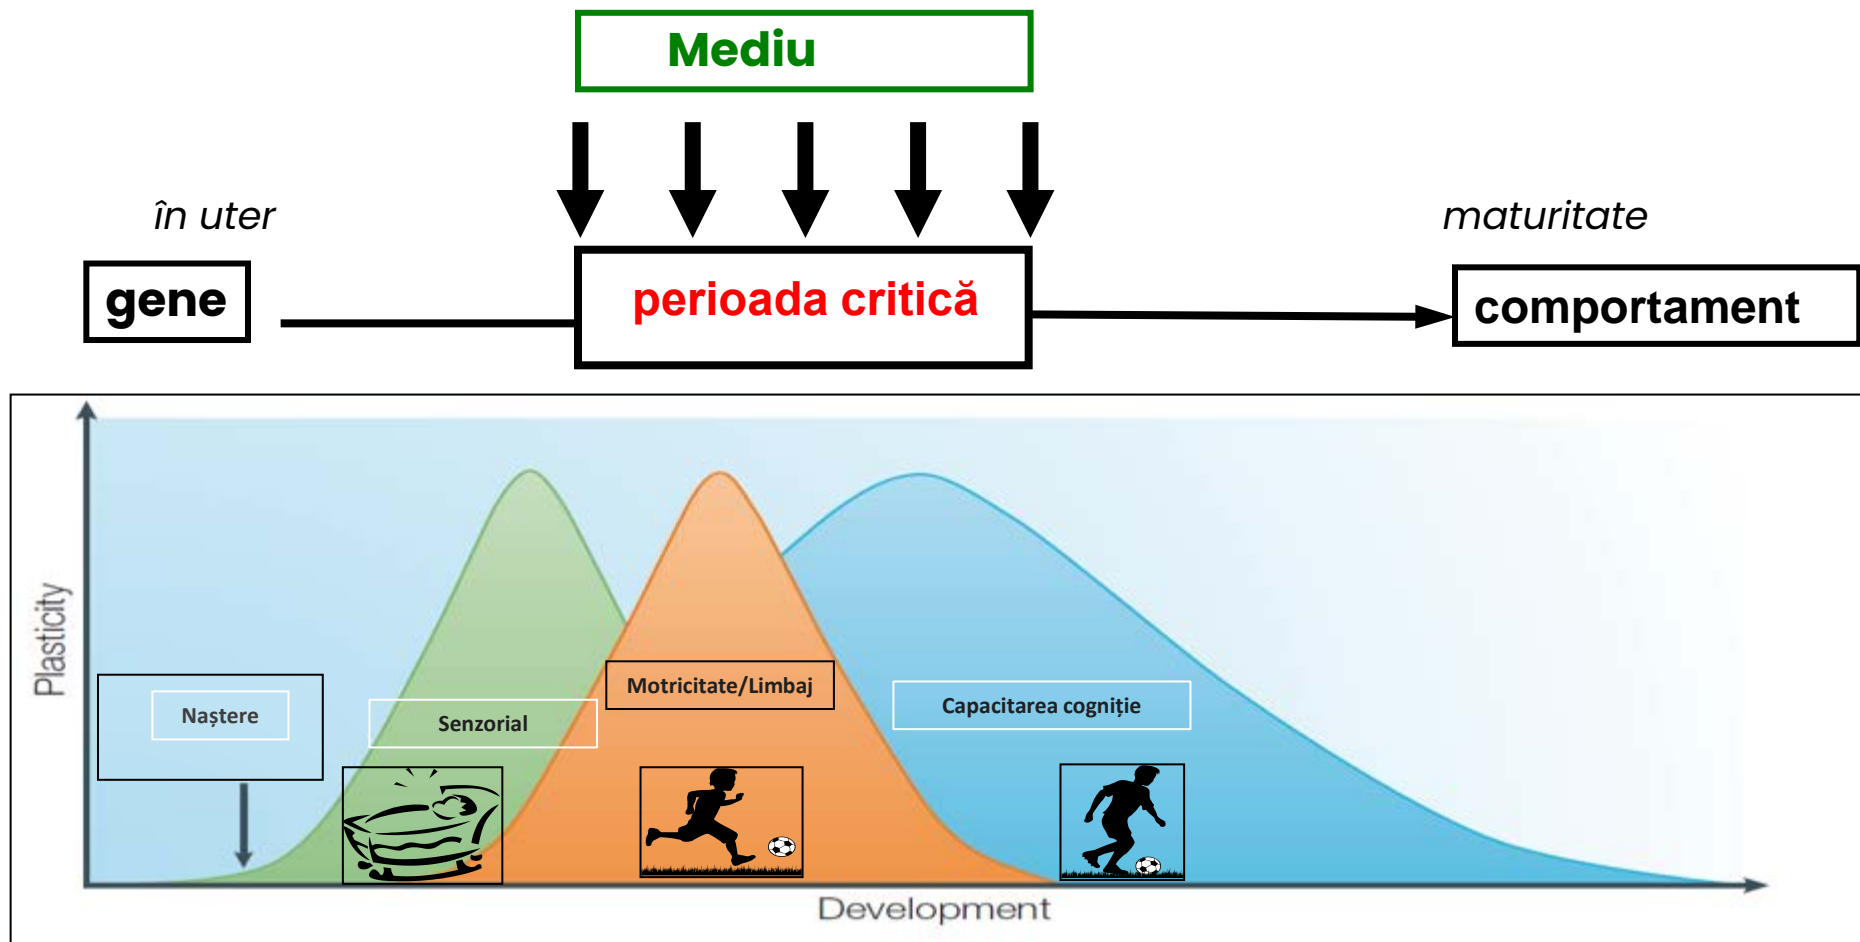 Mediu
în uter
maturitate
gene
perioada critică
comportament
Plasticity
Naștere
Senzorial
Motricitate/Limbaj
Capacitarea cogniție
Development